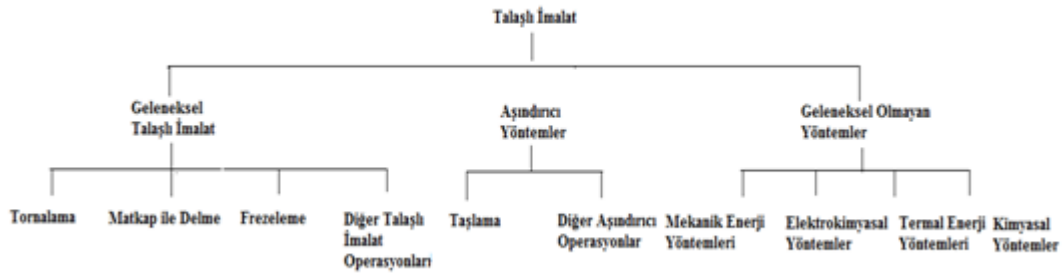 Talaşlı İmalat
Geleneksel
Talaşlı İmalat
Aşındırıcı
Yöntemler
Geleneksel Olmayan
Yöntemler
Tornalama
Matkap ile Delme
Frezeleme
Diğer Talaşlı
İmalat
Operasyonları
Taşlama
Diğer Aşındırıcı
Operasyonlar
Mekanik Enerji
Yöntemleri
Elektrokimyasal
Yöntemler
Termal Enerji
Yöntemleri
Kimyasal
Yöntemler